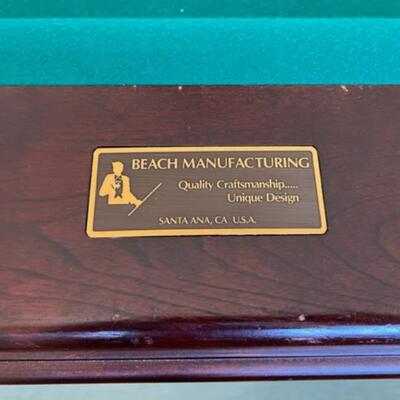 BEACH MANUFACTURING
Quality Craftsmanship.....
Unique Design
SANTA ANA, CA U.S.A.